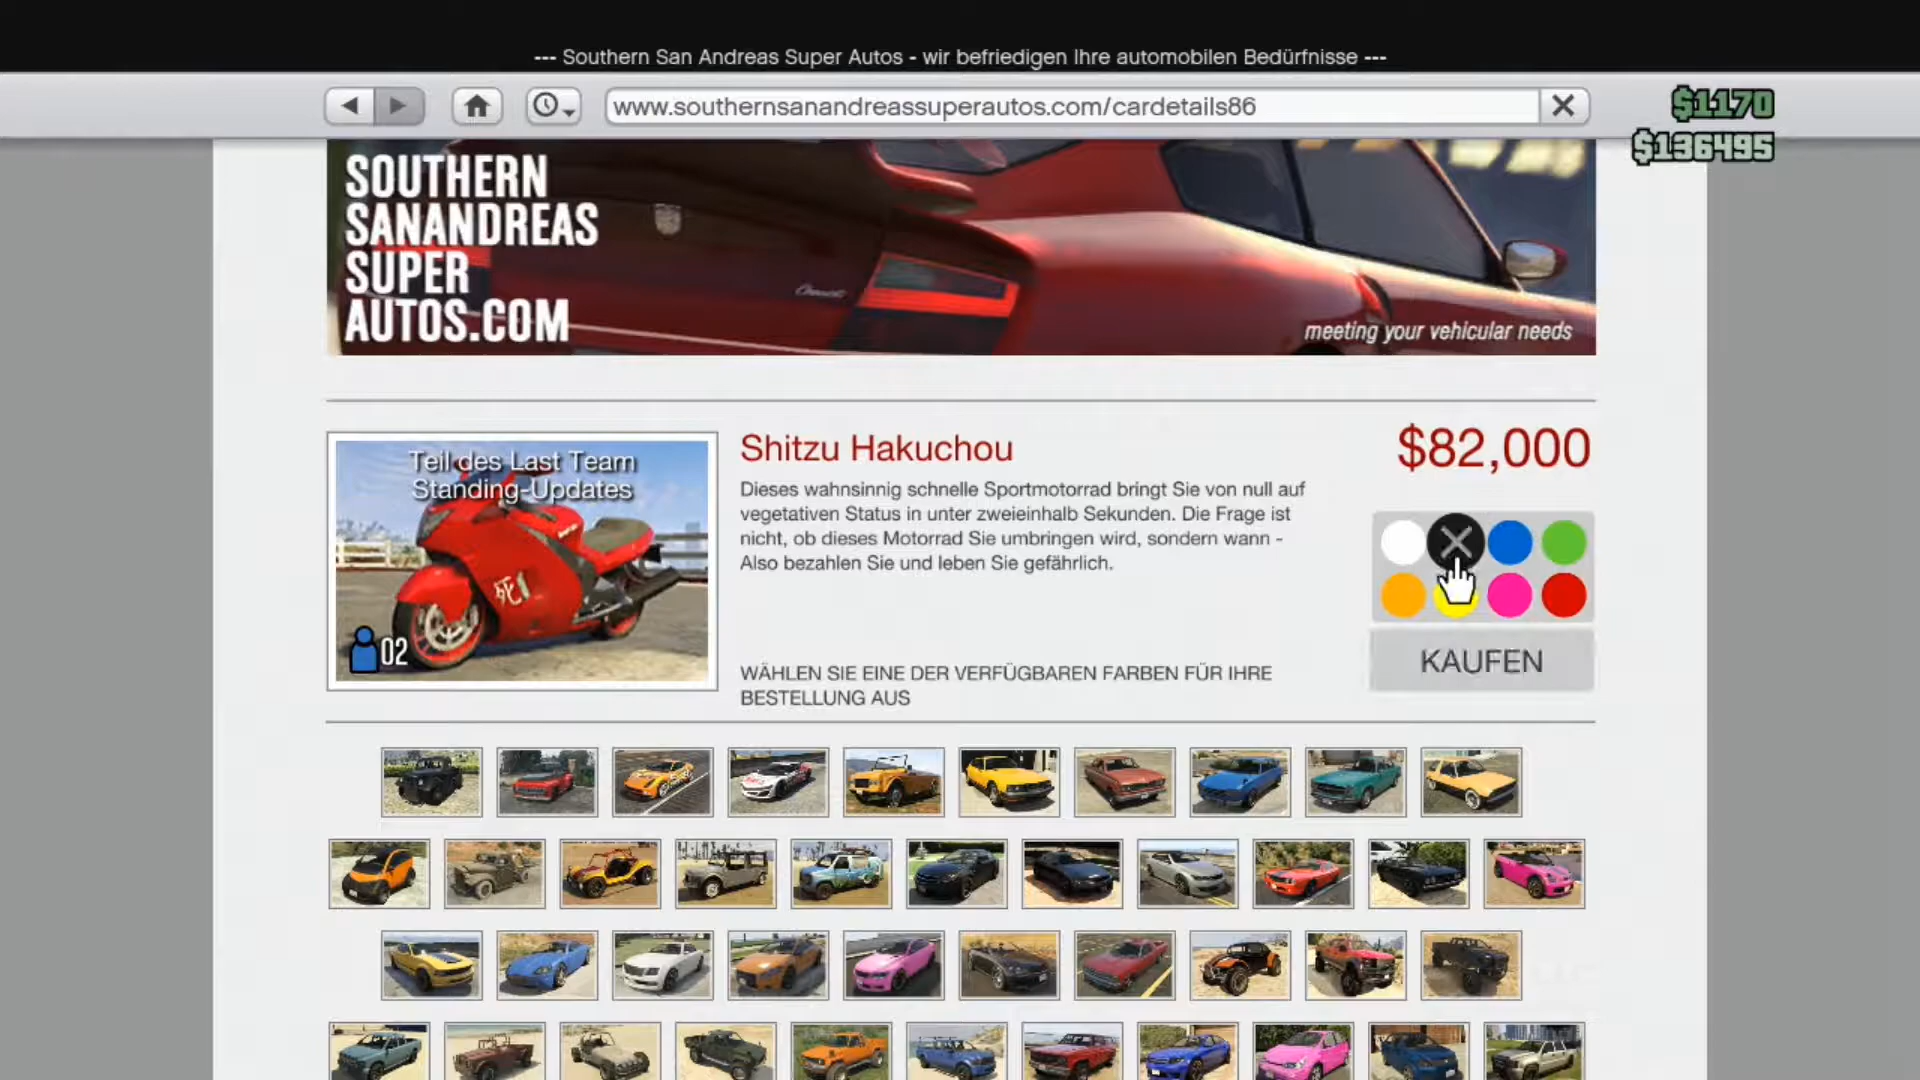 --- Southern San Andreas Super Autos - wir befriedigen Ihre automobilen Bedürfnisse ---
www.southernsanandreassuperautos.com/cardetails86
$1170
$136495
SOUTHERN
SANANDREAS
SUPER
AUTOS.COM
meeting your vehicular needs
Teil des Last Team
Standing-Updates
死
02
Shitzu Hakuchou
$82,000
Dieses wahnsinnig schnelle Sportmotorrad bringt Sie von null auf
vegetativen Status in unter zweieinhalb Sekunden. Die Frage ist
nicht, ob dieses Motorrad Sie umbringen wird, sondern wann -
Also bezahlen Sie und leben Sie gefährlich.
WÄHLEN SIE EINE DER VERFÜGBAREN FARBEN FÜR IHRE
BESTELLUNG AUS
KAUFEN